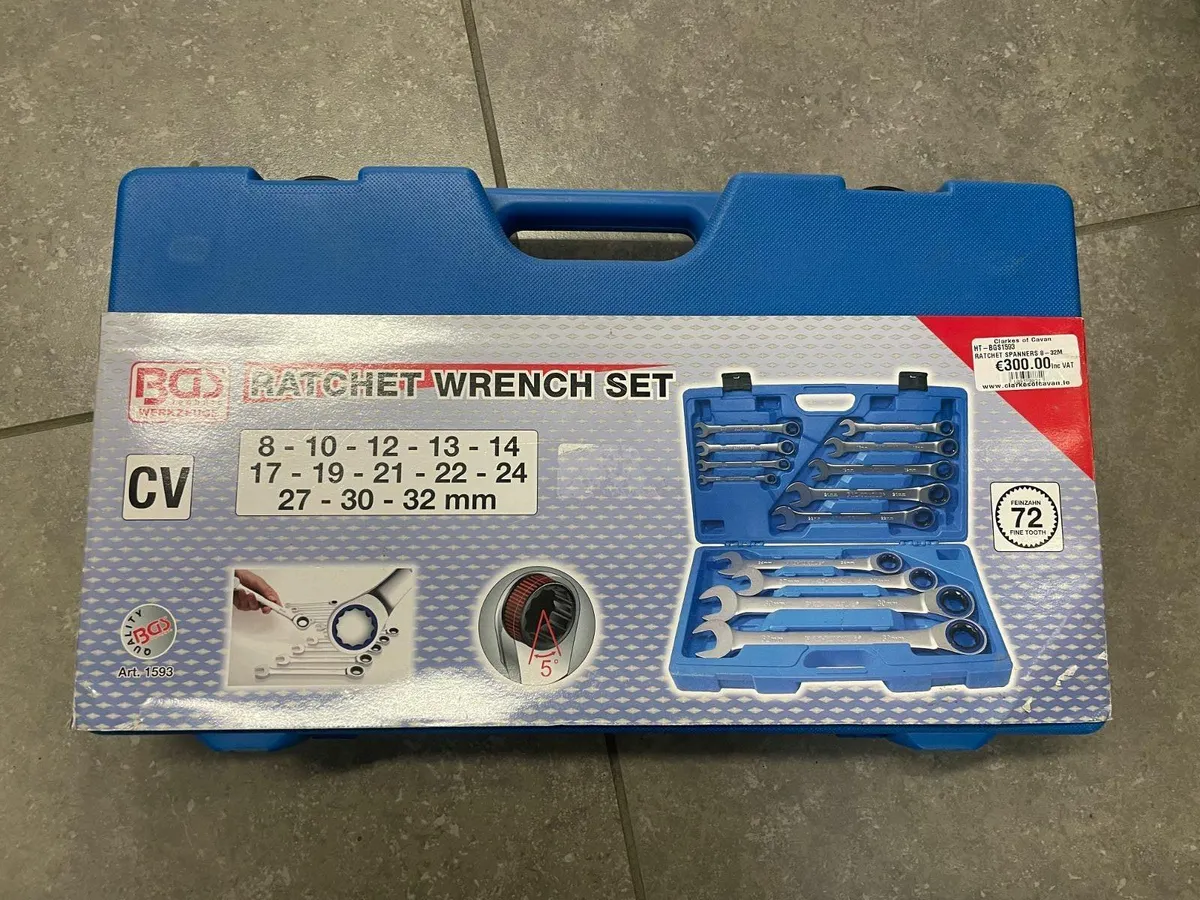 BGS
WERKZEUGE
RATCHET WRENCH SET
Clarkes of Cavan
HT-BGS1593
RATCHET SPANNERS 8-32M
€300.00 Inc VAT
www.clarkesofcavan.ie
8 - 10 - 12 - 13 - 14
17 - 19 - 21 - 22 - 24
27 - 30 - 32 mm
CV
FEINZAHN
72
FINE TOOTH
5°
QUALITY
BGS
Art. 1593